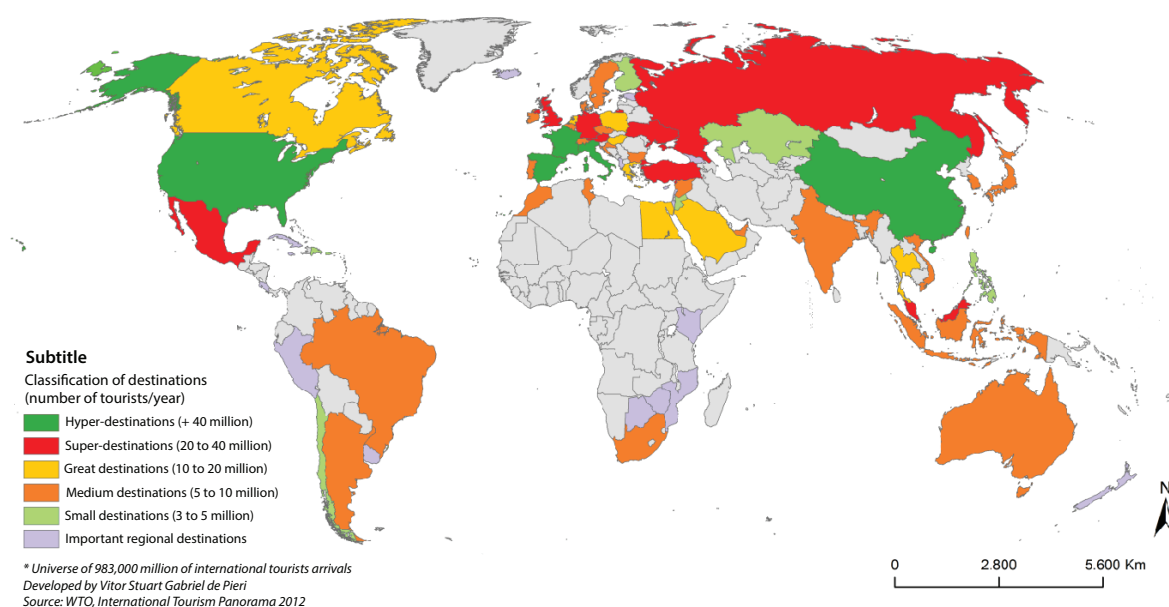 Subtitle
Classification of destinations
(number of tourists/year)
Hyper-destinations (+ 40 million)
Super-destinations (20 to 40 million)
Great destinations (10 to 20 million)
Medium destinations (5 to 10 million)
Small destinations (3 to 5 million)
Important regional destinations
* Universe of 983,000 million of international tourists arrivals
Developed by Vitor Stuart Gabriel de Pieri
Source: WTO, International Tourism Panorama 2012
N
0 2.800 5.600 Km